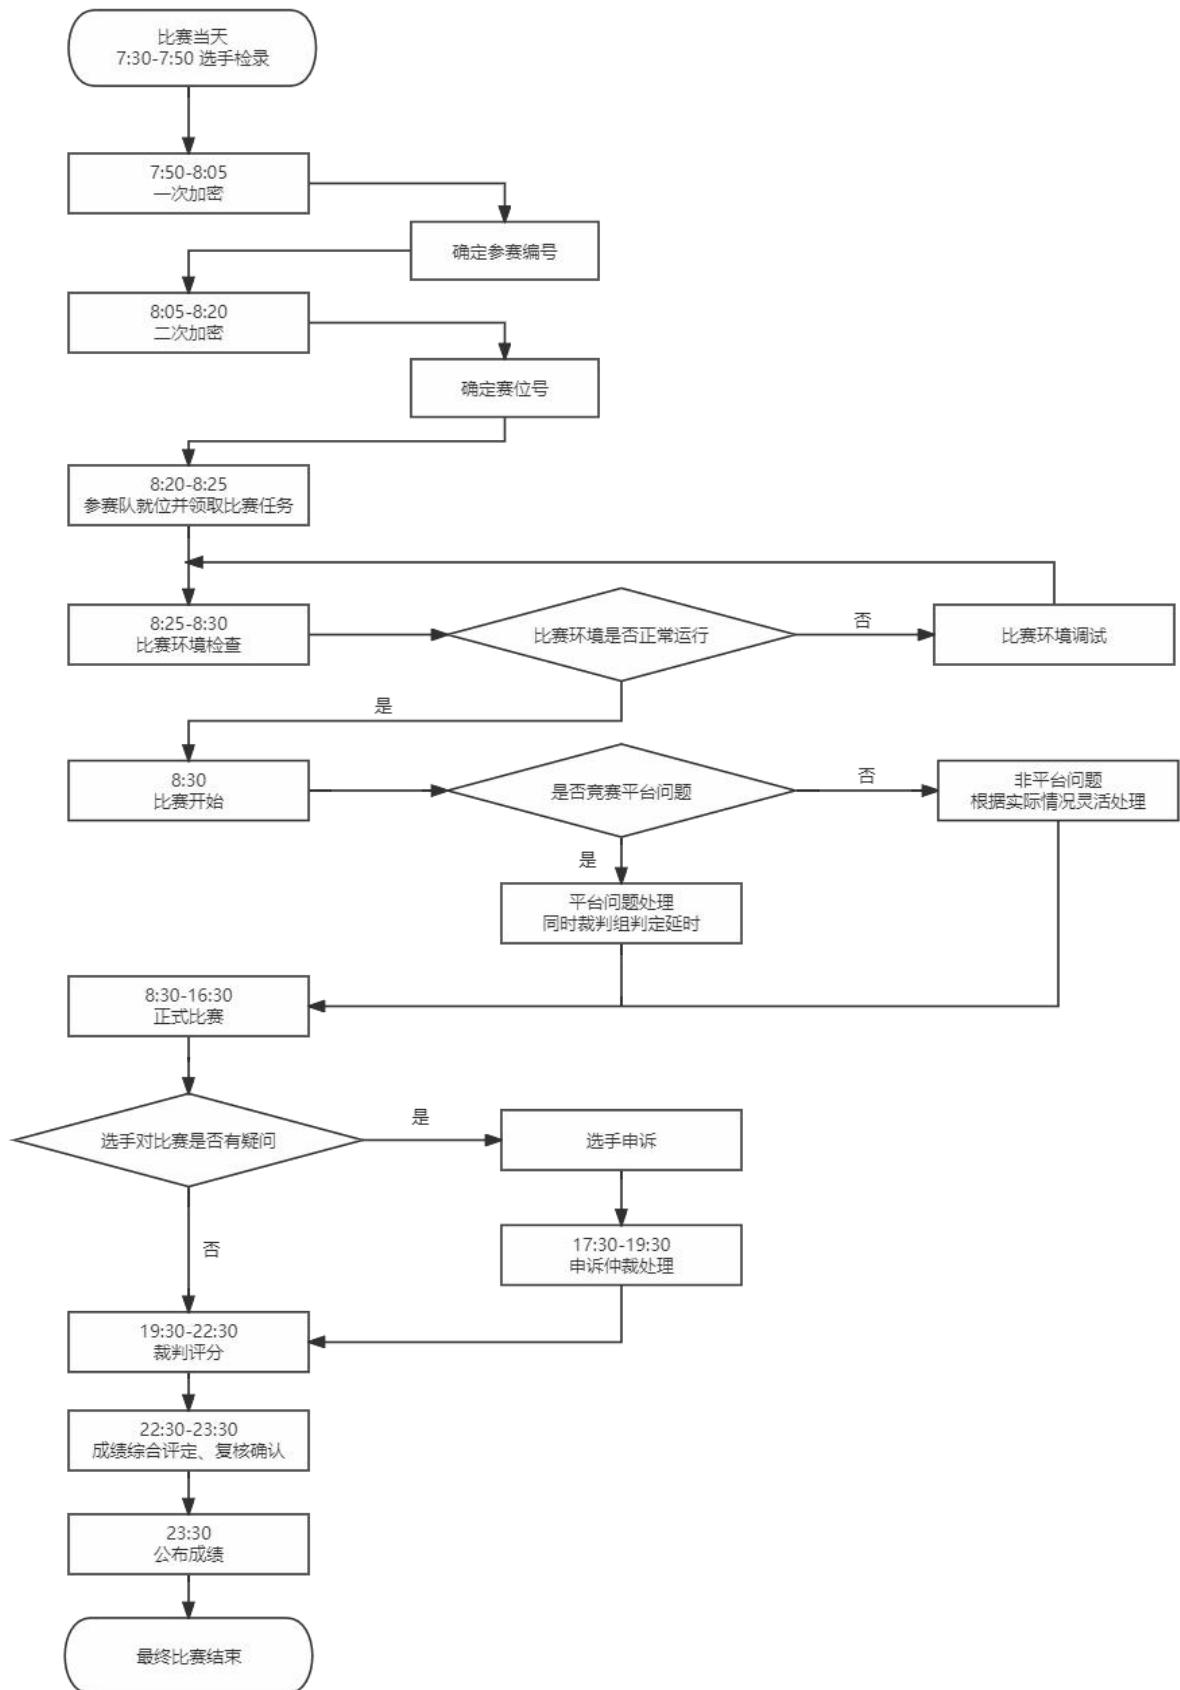 比赛当天
7:30-7:50 选手检录
7:50-8:05
一次加密
确定参赛编号
8:05-8:20
二次加密
确定赛位号
8:20-8:25
参赛队就位并领取比赛任务
8:25-8:30
比赛环境检查
比赛环境是否正常运行
否
比赛环境调试
是
8:30
比赛开始
是否竞赛平台问题
否
非平台问题
根据实际情况灵活处理
是
平台问题处理
同时裁判组判定延时
8:30-16:30
正式比赛
选手对比赛是否有疑问
是
选手申诉
否
17:30-19:30
申诉仲裁处理
19:30-22:30
裁判评分
22:30-23:30
成绩综合评定、复核确认
23:30
公布成绩
最终比赛结束